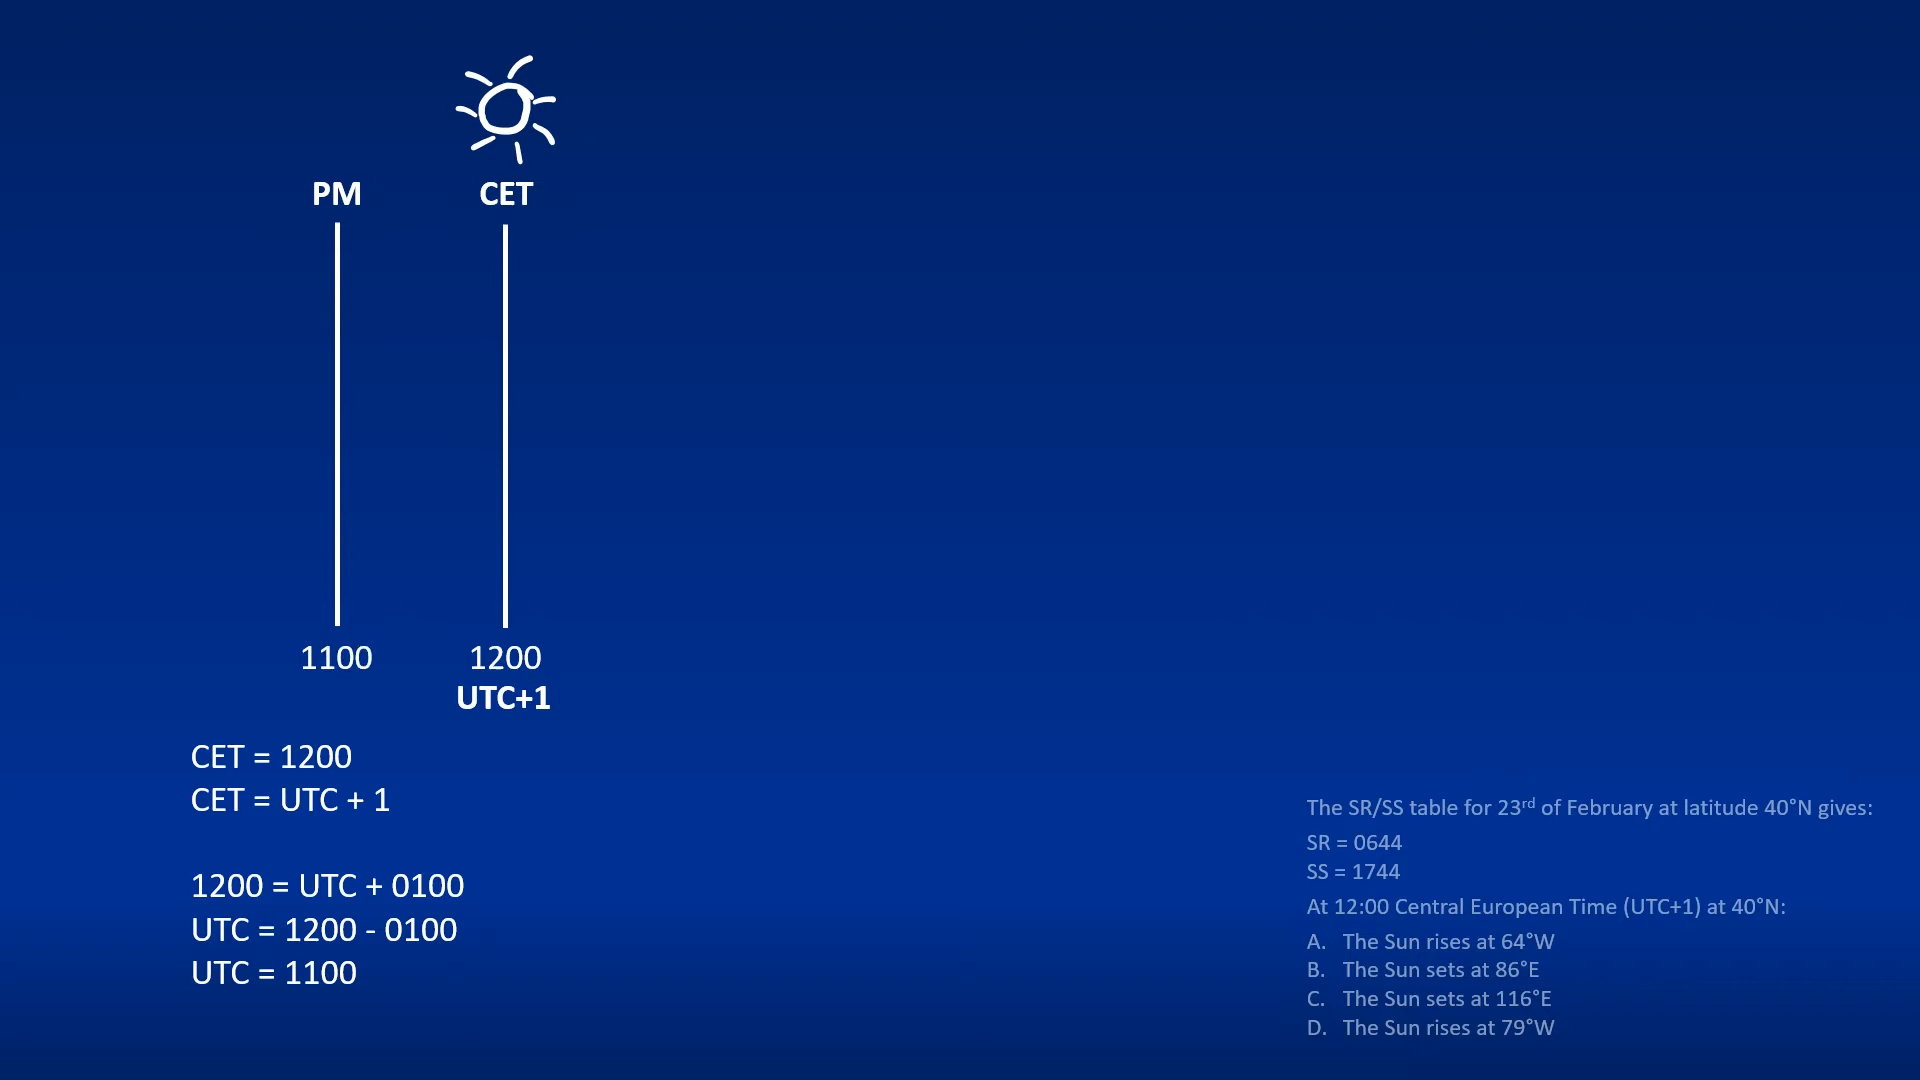 PM CET
1100 1200
UTC+1
CET = 1200
CET = UTC + 1
1200 = UTC + 0100
UTC = 1200 - 0100
UTC = 1100
The SR/SS table for 23rd of February at latitude 40°N gives:
SR = 0644
SS = 1744
At 12:00 Central European Time (UTC+1) at 40°N:
A. The Sun rises at 64°W
B. The Sun sets at 86°E
C. The Sun sets at 116°E
D. The Sun rises at 79°W